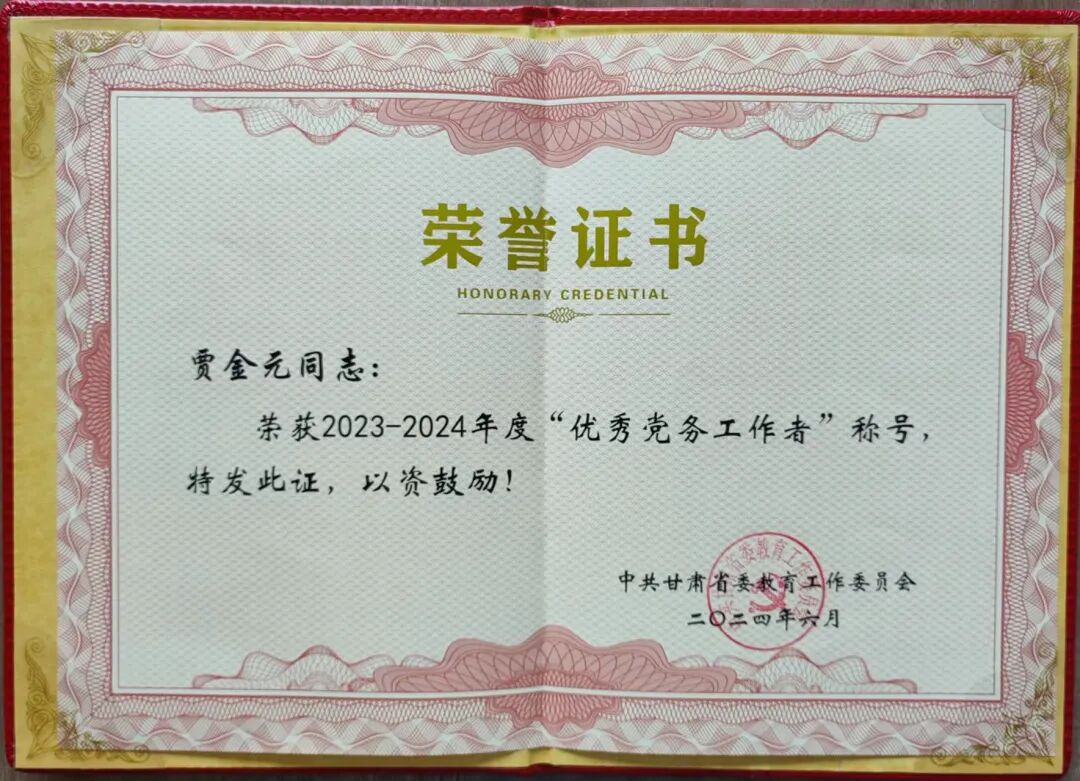 荣誉证书
HONORARY CREDENTIAL
贾金元同志：
荣获2023-2024年度“优秀党务工作者”称号，
特发此证，以资鼓励！
中共甘肃省委教育工作委员会
二〇二四年六月